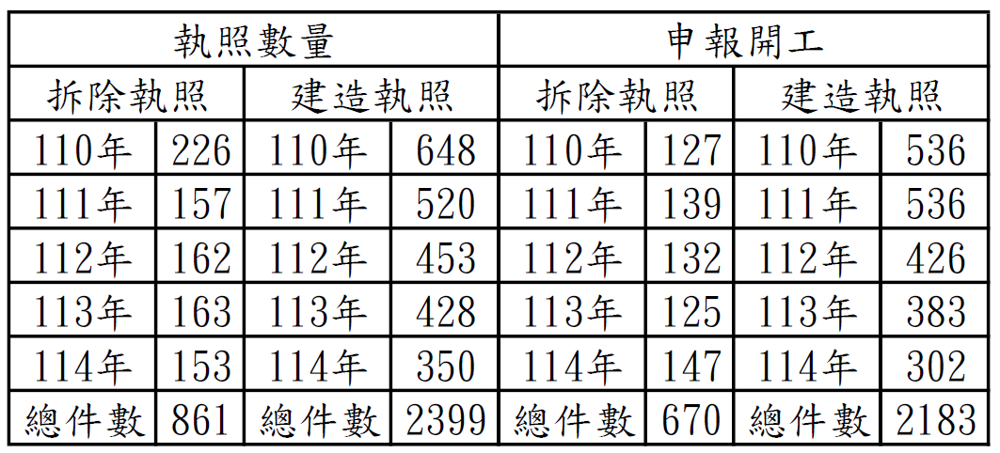 執照數量 申報開工
拆除執照 建造執照 拆除執照 建造執照
110年 226 110年 648 110年 127 110年 536
111年 157 111年 520 111年 139 111年 536
112年 162 112年 453 112年 132 112年 426
113年 163 113年 428 113年 125 113年 383
114年 153 114年 350 114年 147 114年 302
總件數 861 總件數 2399 總件數 670 總件數 2183